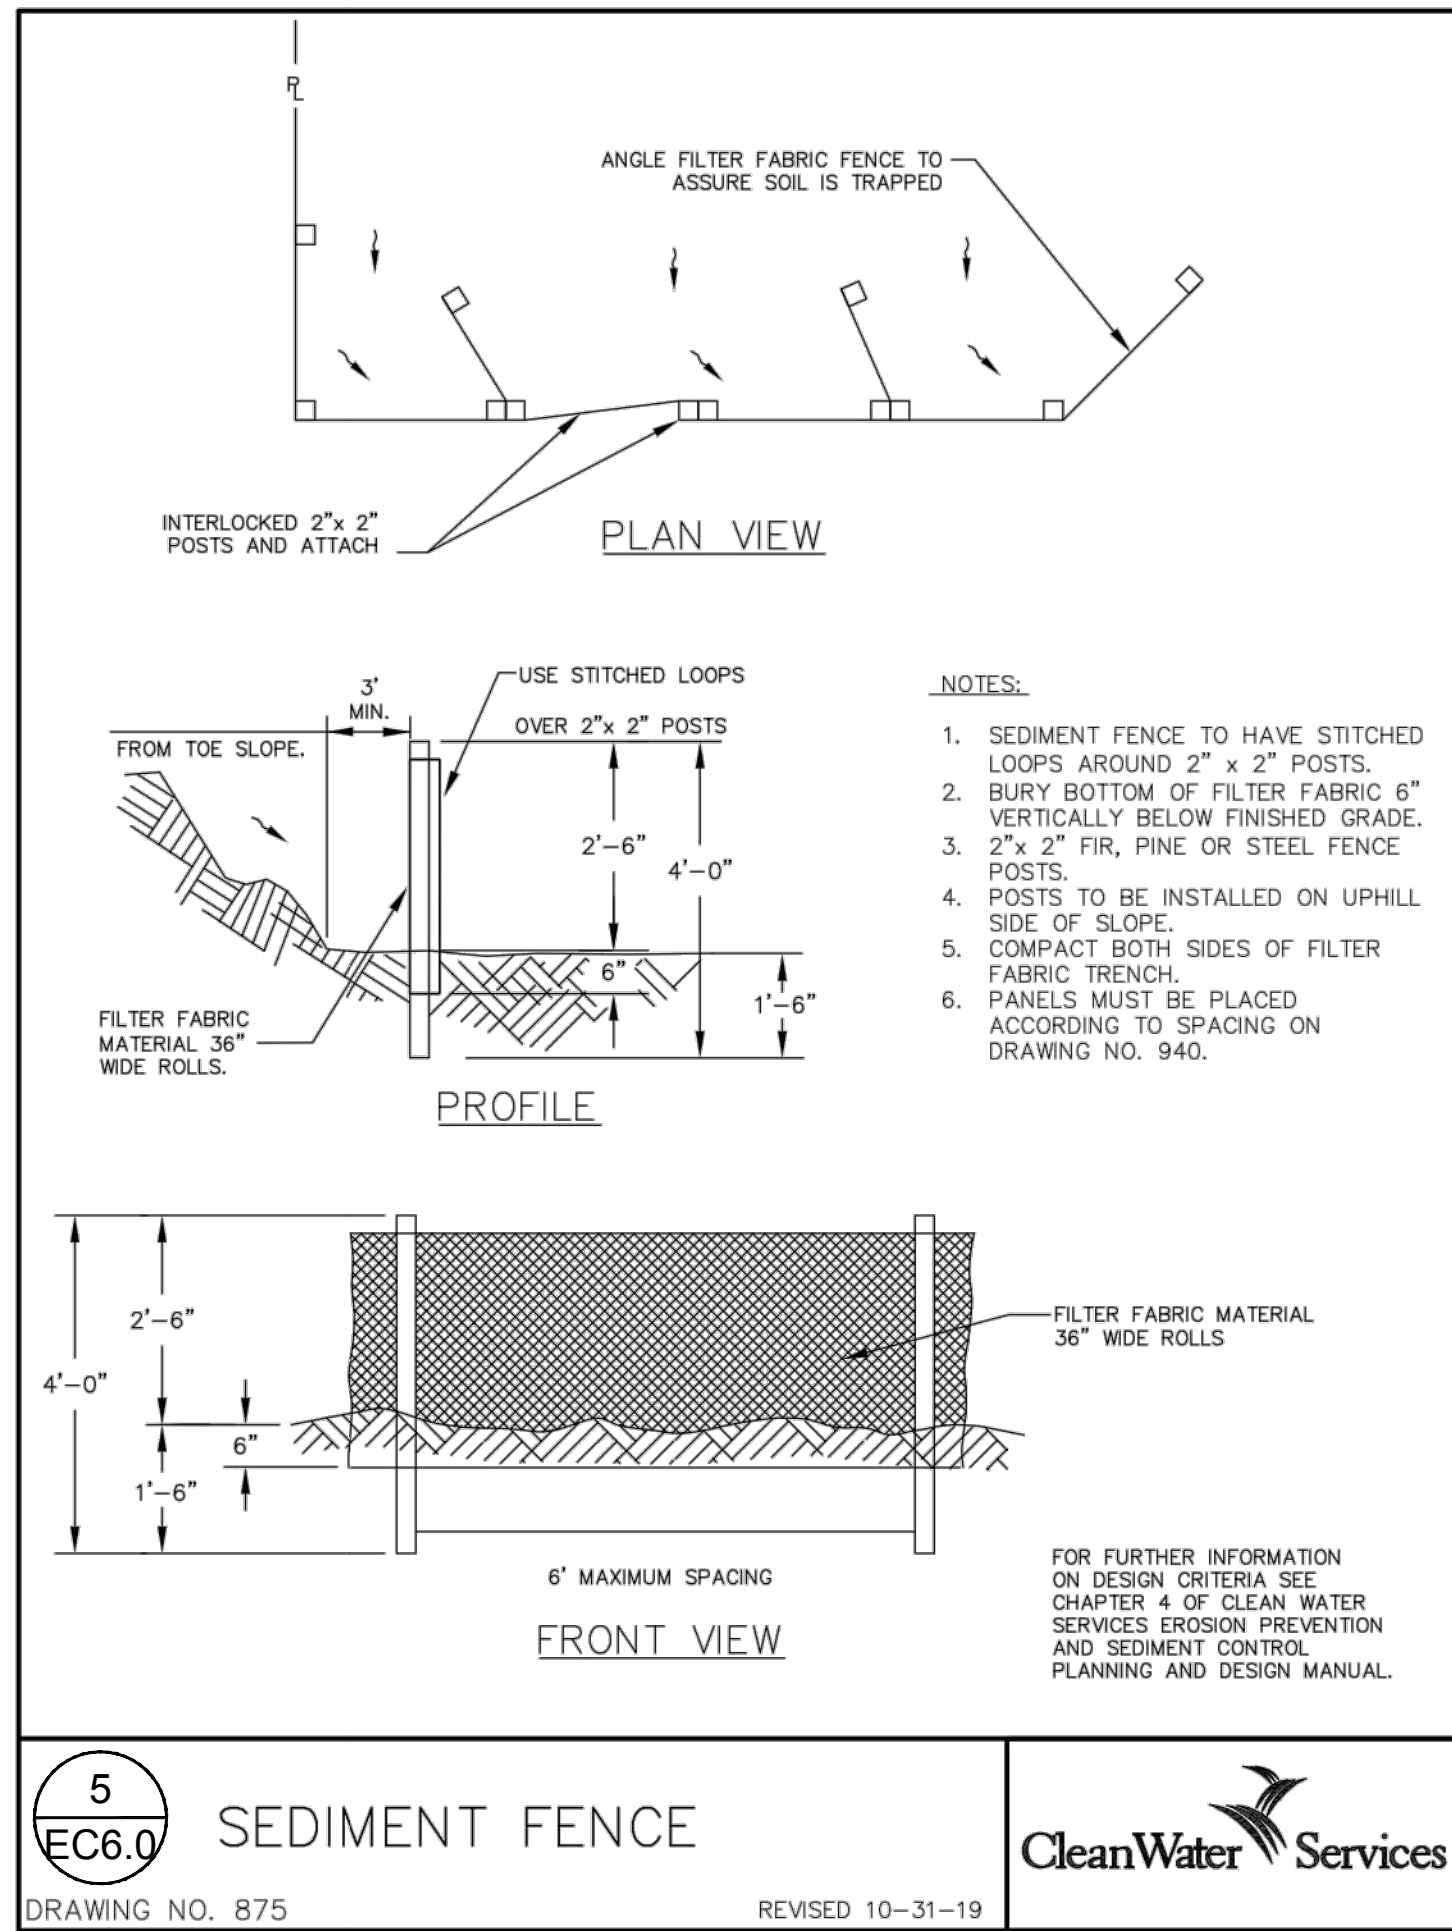 PL
ANGLE FILTER FABRIC FENCE TO
ASSURE SOIL IS TRAPPED
INTERLOCKED 2"x 2"
POSTS AND ATTACH
PLAN VIEW
3'
MIN.
FROM TOE SLOPE.
USE STITCHED LOOPS
OVER 2"x 2" POSTS
2'-6"
4'-0"
6"
1'-6"
FILTER FABRIC
MATERIAL 36"
WIDE ROLLS.
PROFILE
NOTES:
1. SEDIMENT FENCE TO HAVE STITCHED
LOOPS AROUND 2" x 2" POSTS.
2. BURY BOTTOM OF FILTER FABRIC 6"
VERTICALLY BELOW FINISHED GRADE.
3. 2"x 2" FIR, PINE OR STEEL FENCE
POSTS.
4. POSTS TO BE INSTALLED ON UPHILL
SIDE OF SLOPE.
5. COMPACT BOTH SIDES OF FILTER
FABRIC TRENCH.
6. PANELS MUST BE PLACED
ACCORDING TO SPACING ON
DRAWING NO. 940.
2'-6"
4'-0"
6"
1'-6"
FILTER FABRIC MATERIAL
36" WIDE ROLLS
6' MAXIMUM SPACING
FRONT VIEW
FOR FURTHER INFORMATION
ON DESIGN CRITERIA SEE
CHAPTER 4 OF CLEAN WATER
SERVICES EROSION PREVENTION
AND SEDIMENT CONTROL
PLANNING AND DESIGN MANUAL.
5
EC6.0
SEDIMENT FENCE
DRAWING NO. 875
REVISED 10-31-19
CleanWater Services